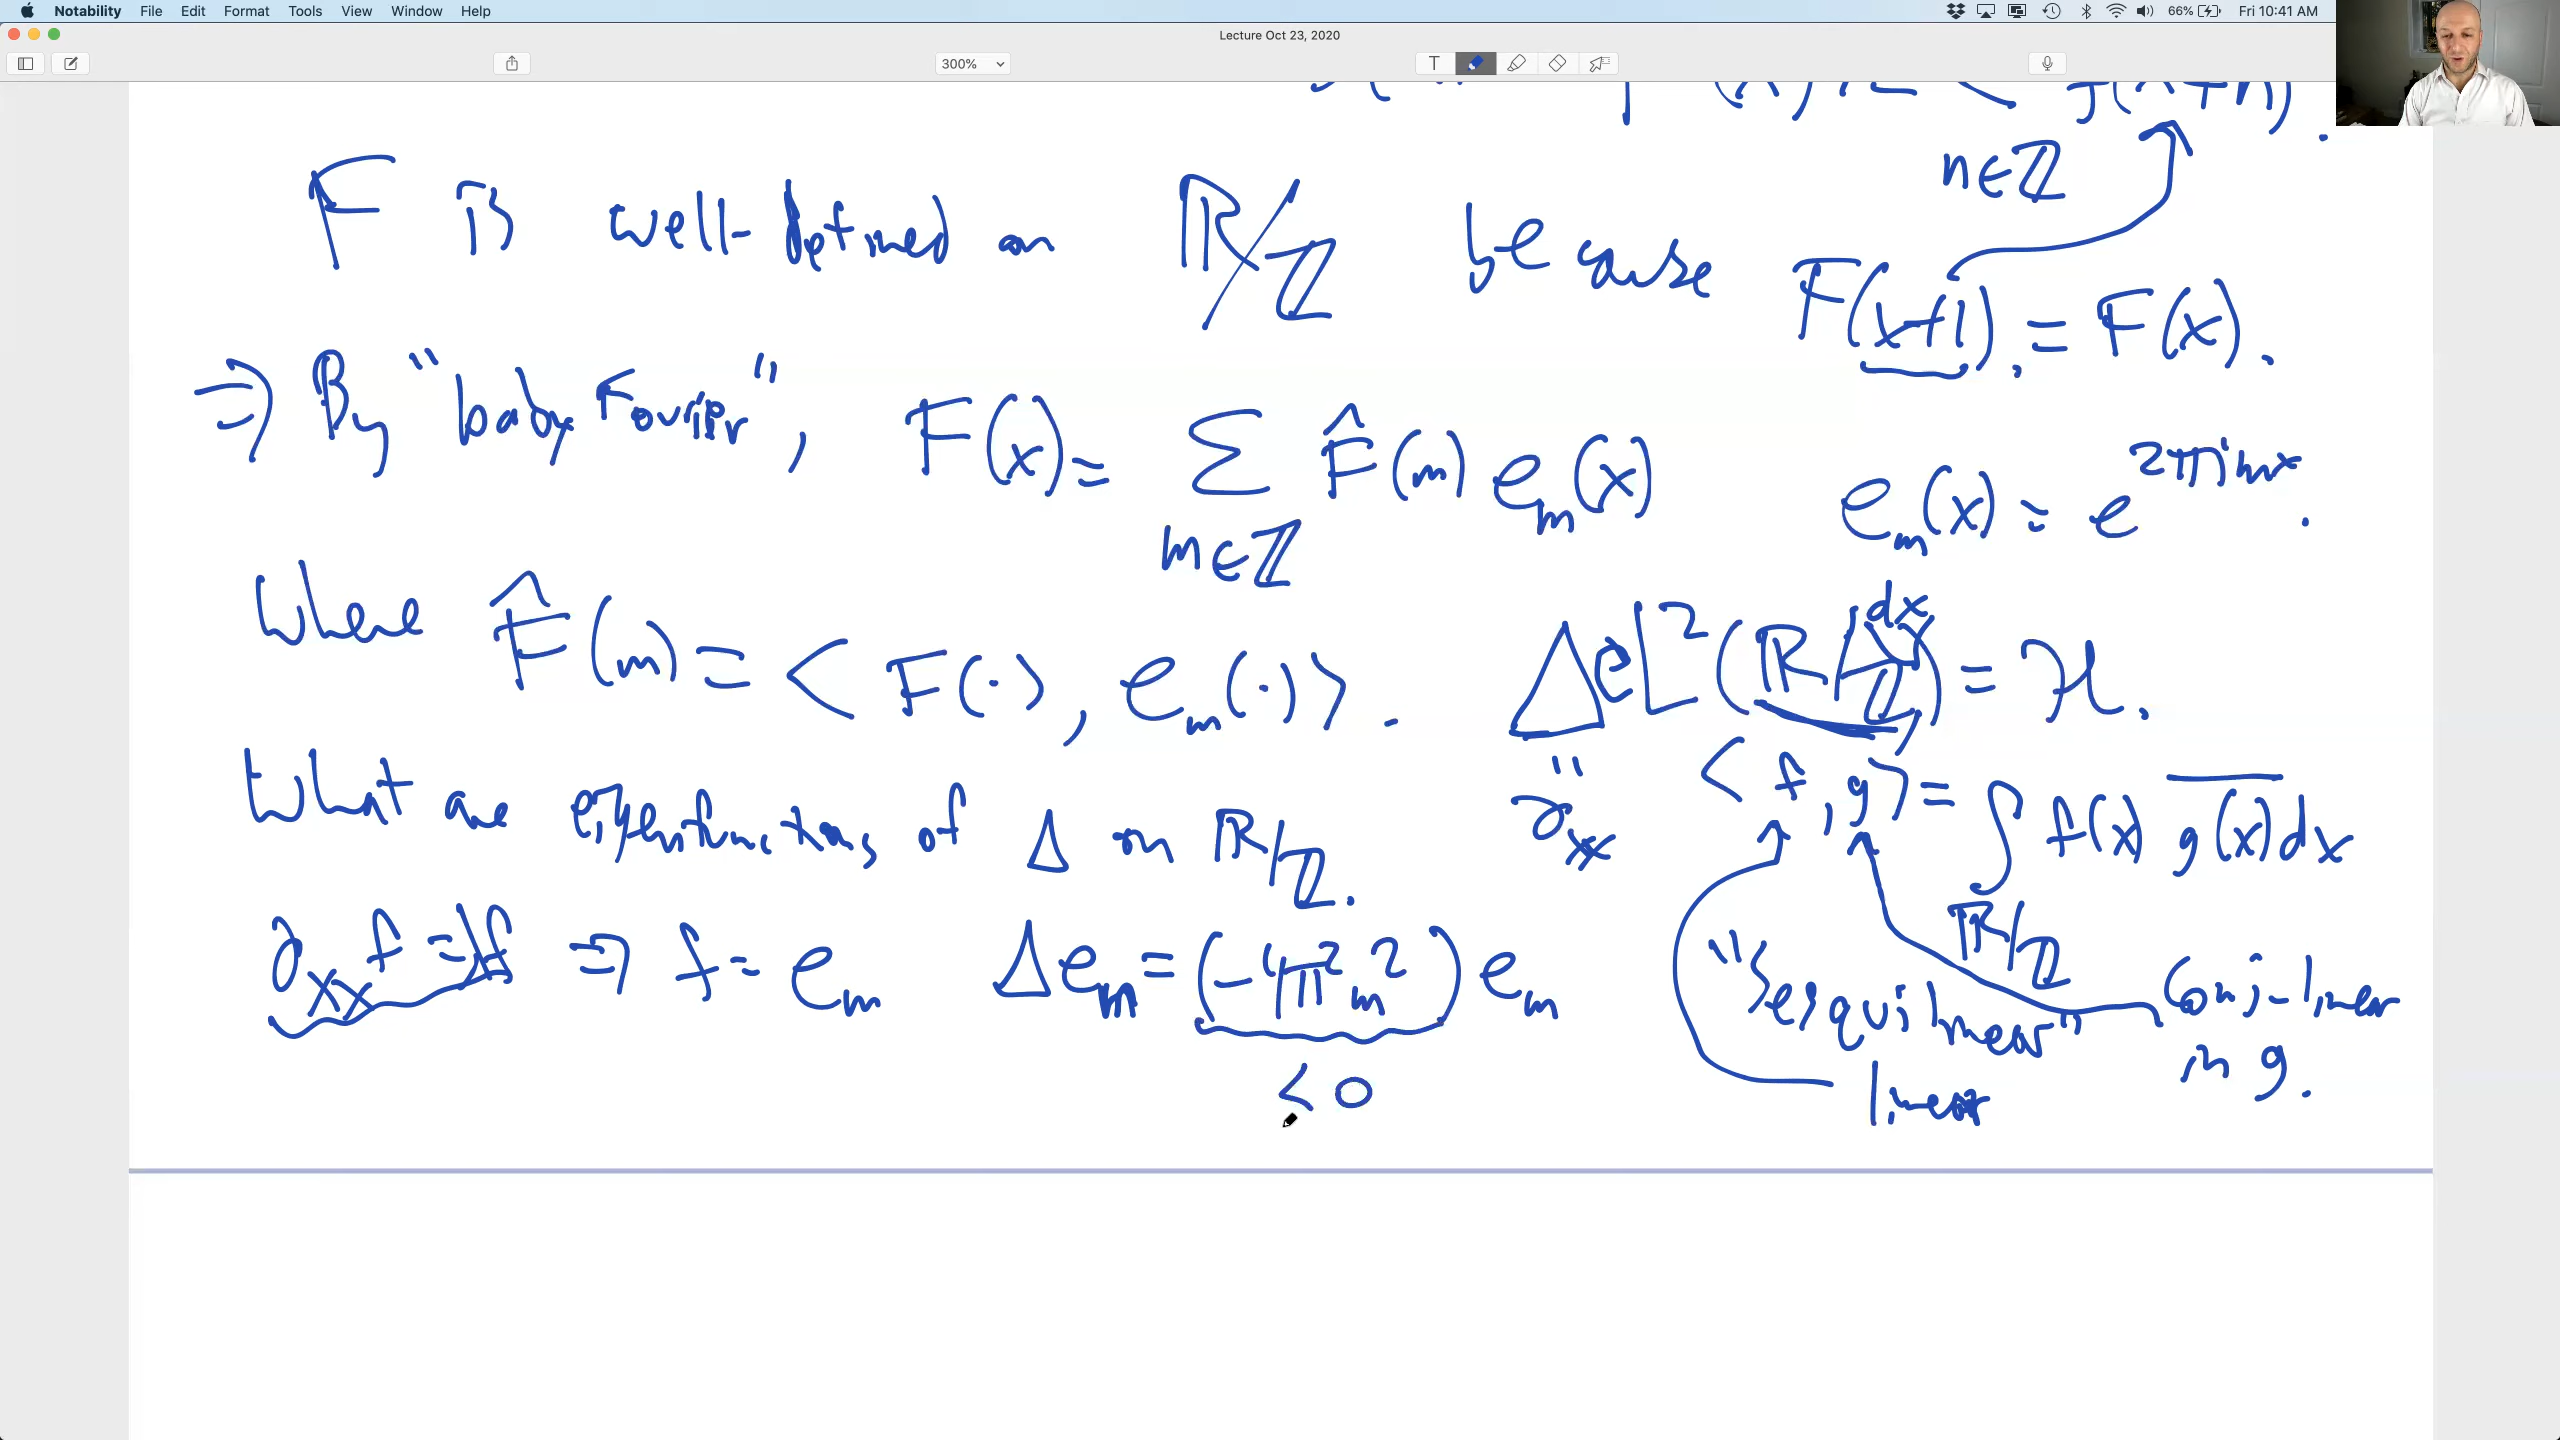 Notability File Edit Format Tools View Window Help 66% Fri 10:41 AM
Lecture Oct 23, 2020
300%
T
n∈ℤ
F is well-defined on ℝ/ℤ because F(x+1) = F(x).
⇒ By "baby Fourier", F(x) = Σ F̂(m) e_m(x) e_m(x) = e^{2πimx}.
m∈ℤ
where F̂(m) = < F(·), e_m(·) >. Δ L²(ℝ/ℤ, dx) = ℋ.
" ∂_xx
< f, g > = ∫ f(x) \overline{g(x)} dx
ℝ/ℤ
What are eigenfunctions of Δ on ℝ/ℤ.
∂_xx f = λf ⇒ f = e_m Δe_m = (-4π²m²) e_m
< 0
"Sesquilinear"
linear
Conj-linear
in g.